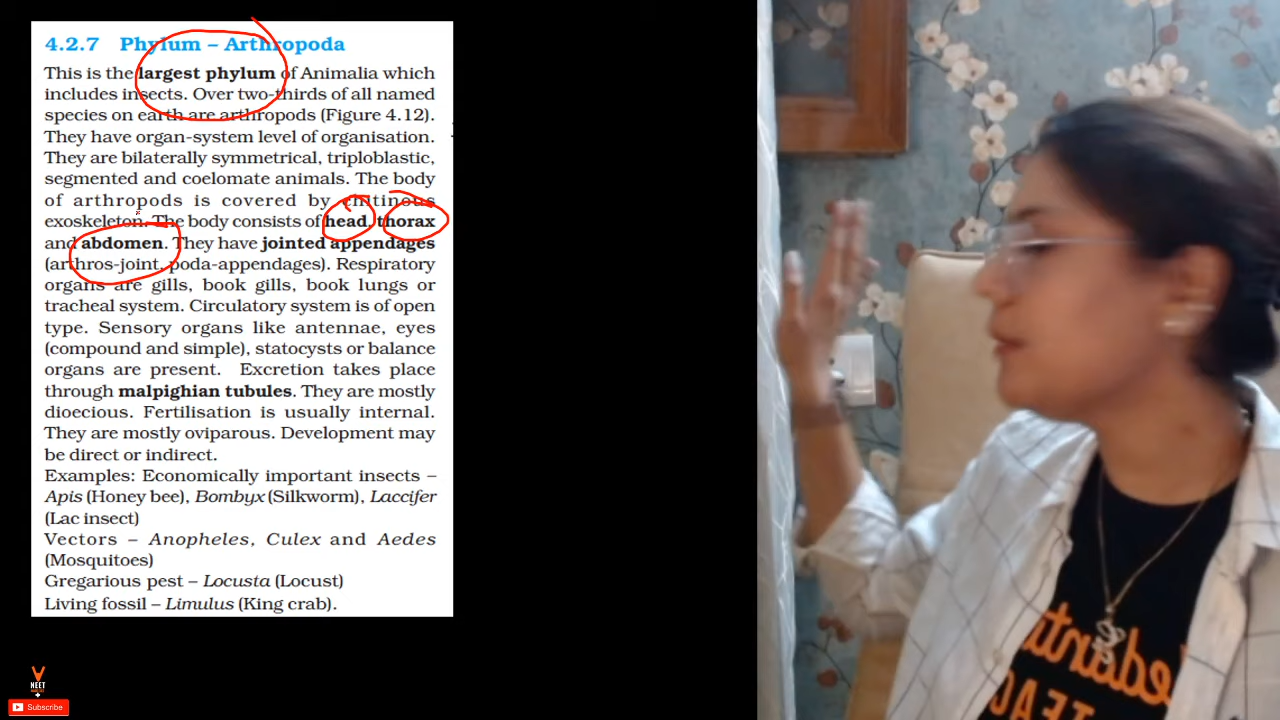 4.2.7 Phylum – Arthropoda
This is the largest phylum of Animalia which
includes insects. Over two-thirds of all named
species on earth are arthropods (Figure 4.12).
They have organ-system level of organisation.
They are bilaterally symmetrical, triploblastic,
segmented and coelomate animals. The body
of arthropods is covered by chitinous
exoskeleton. The body consists of head, thorax
and abdomen. They have jointed appendages
(arthros-joint, poda-appendages). Respiratory
organs are gills, book gills, book lungs or
tracheal system. Circulatory system is of open
type. Sensory organs like antennae, eyes
(compound and simple), statocysts or balance
organs are present. Excretion takes place
through malpighian tubules. They are mostly
dioecious. Fertilisation is usually internal.
They are mostly oviparous. Development may
be direct or indirect.
Examples: Economically important insects –
Apis (Honey bee), Bombyx (Silkworm), Laccifer
(Lac insect)
Vectors – Anopheles, Culex and Aedes
(Mosquitoes)
Gregarious pest – Locusta (Locust)
Living fossil – Limulus (King crab).
NEET
Subscribe